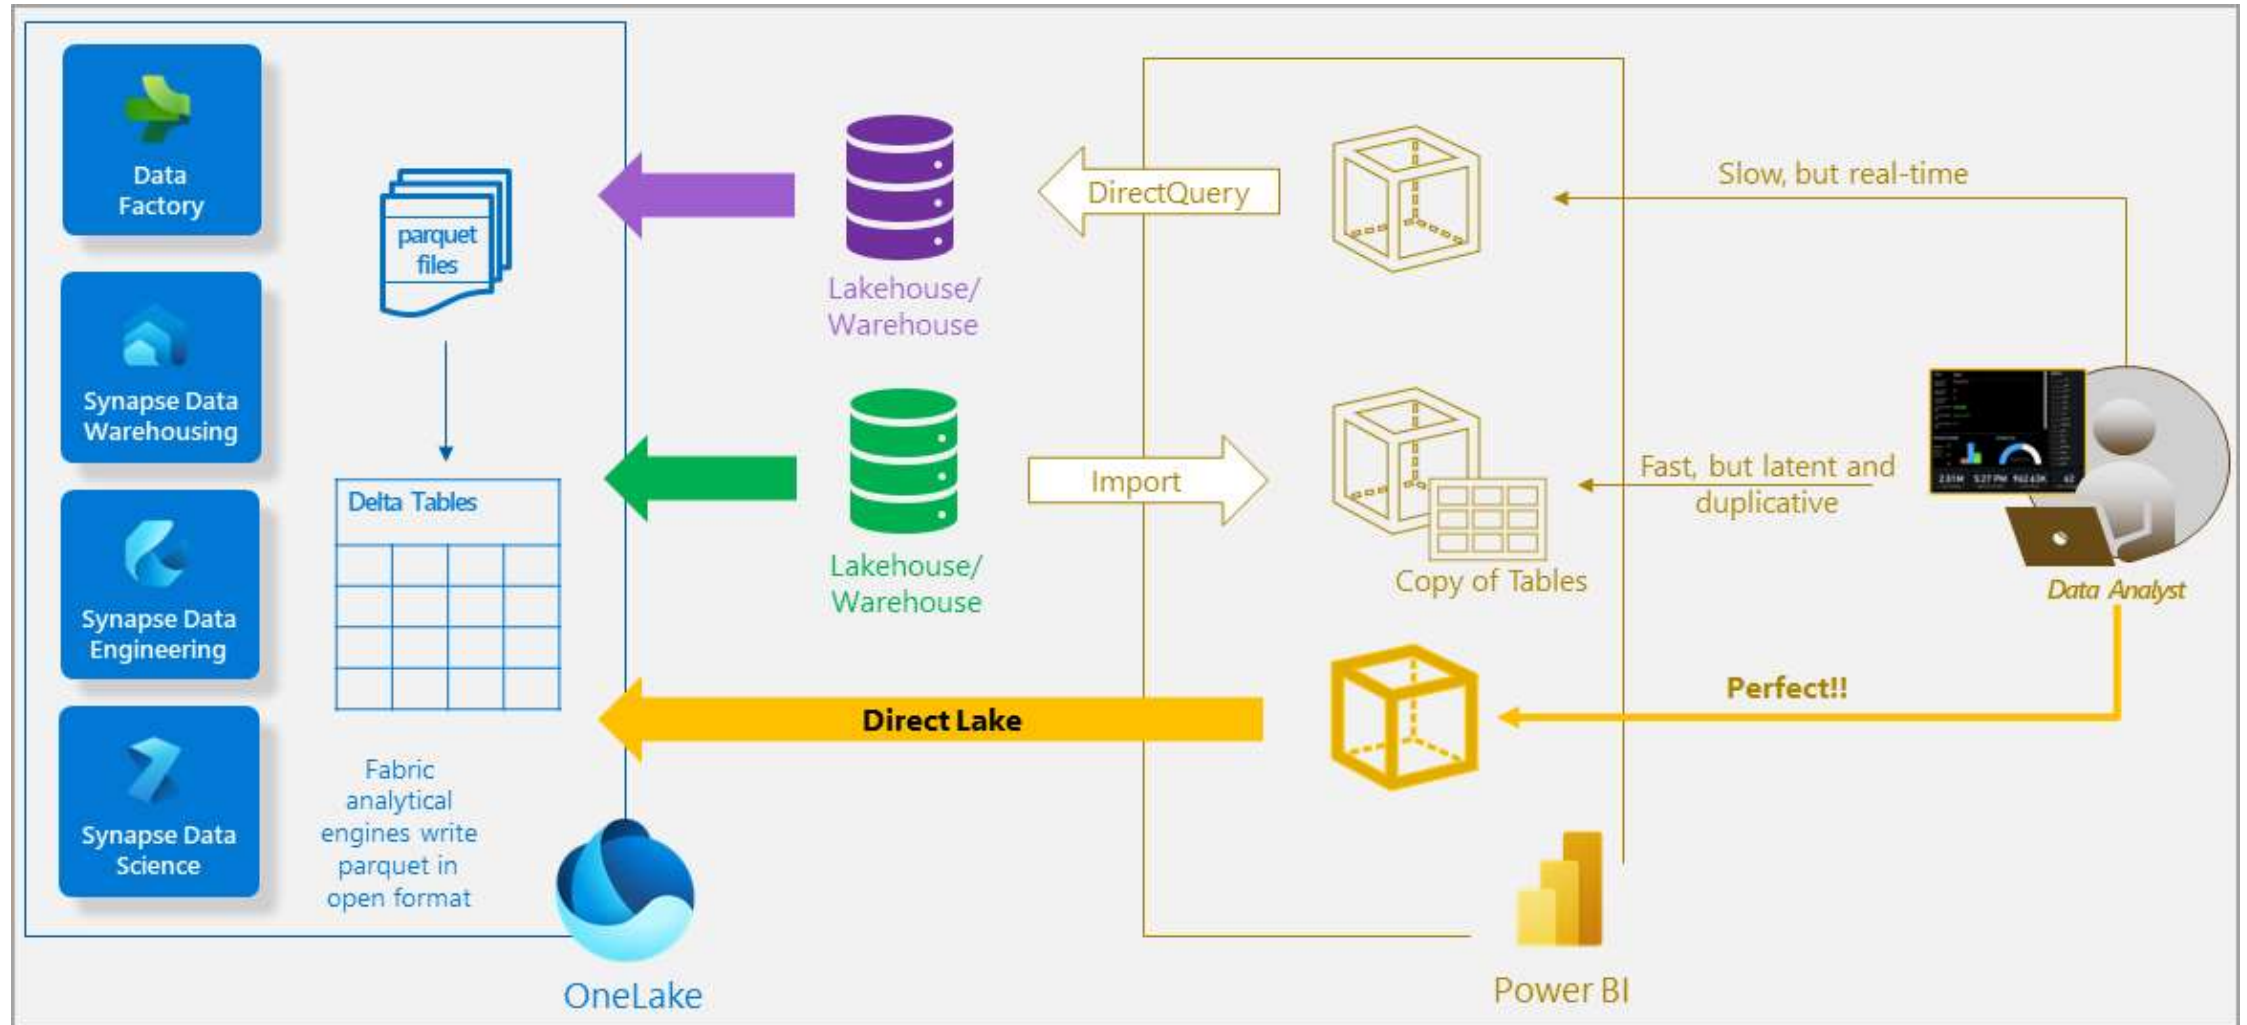 Data
Factory
Synapse Data
Warehousing
Synapse Data
Engineering
Synapse Data
Science
parquet
files
Delta Tables
Fabric
analytical
engines write
parquet in
open format
OneLake
Lakehouse/
Warehouse
Lakehouse/
Warehouse
DirectQuery
Import
Direct Lake
Copy of Tables
Power BI
Slow, but real-time
Fast, but latent and
duplicative
Perfect!!
Data Analyst